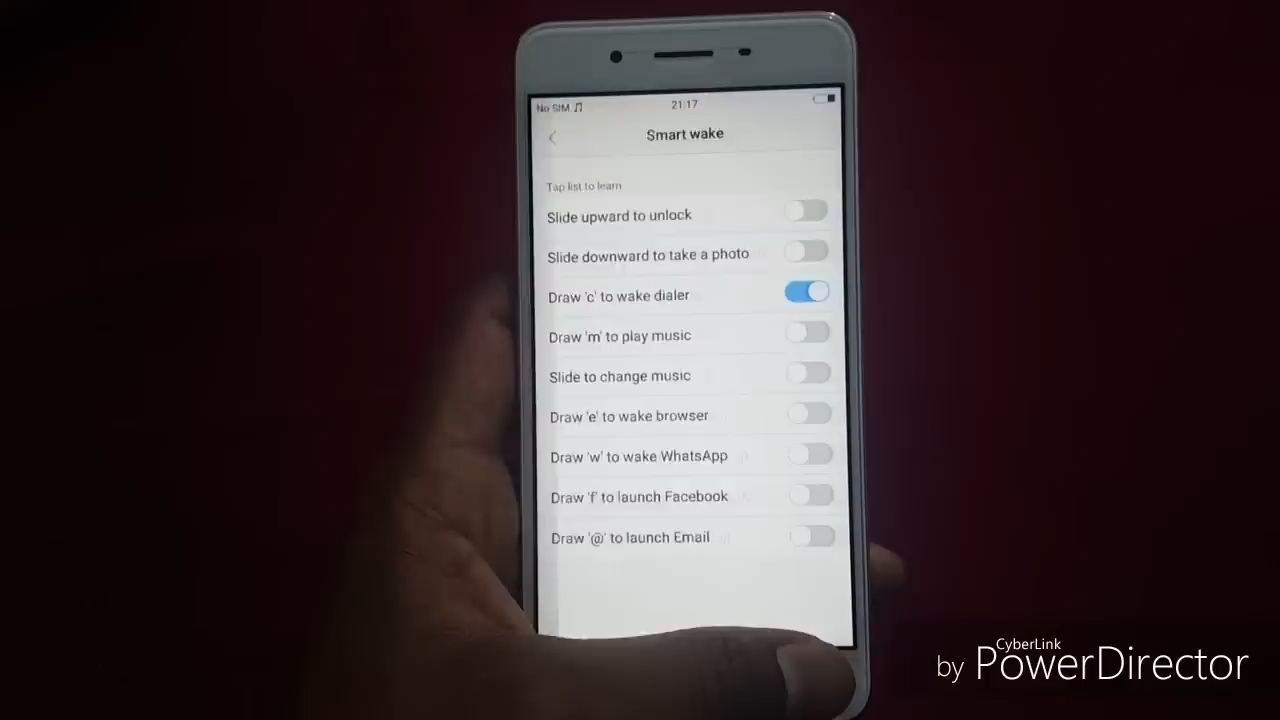 No SIM 21:17
Smart wake
Tap list to learn
Slide upward to unlock
Slide downward to take a photo
Draw 'c' to wake dialer
Draw 'm' to play music
Slide to change music
Draw 'e' to wake browser
Draw 'w' to wake WhatsApp
Draw 'f' to launch Facebook
Draw '@' to launch Email
CyberLink
by PowerDirector